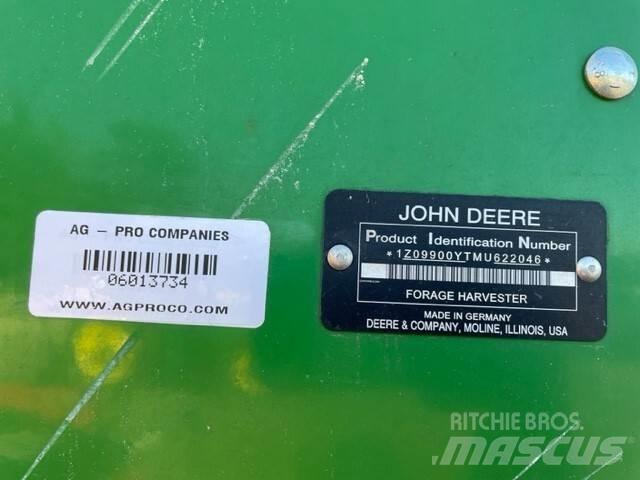 AG – PRO COMPANIES
06013734
WWW.AGPROCO.COM
JOHN DEERE
Product Identification Number
*1Z09900YTMU622046*
FORAGE HARVESTER
MADE IN GERMANY
DEERE & COMPANY, MOLINE, ILLINOIS, USA
RITCHIE BROS.
MASCUS